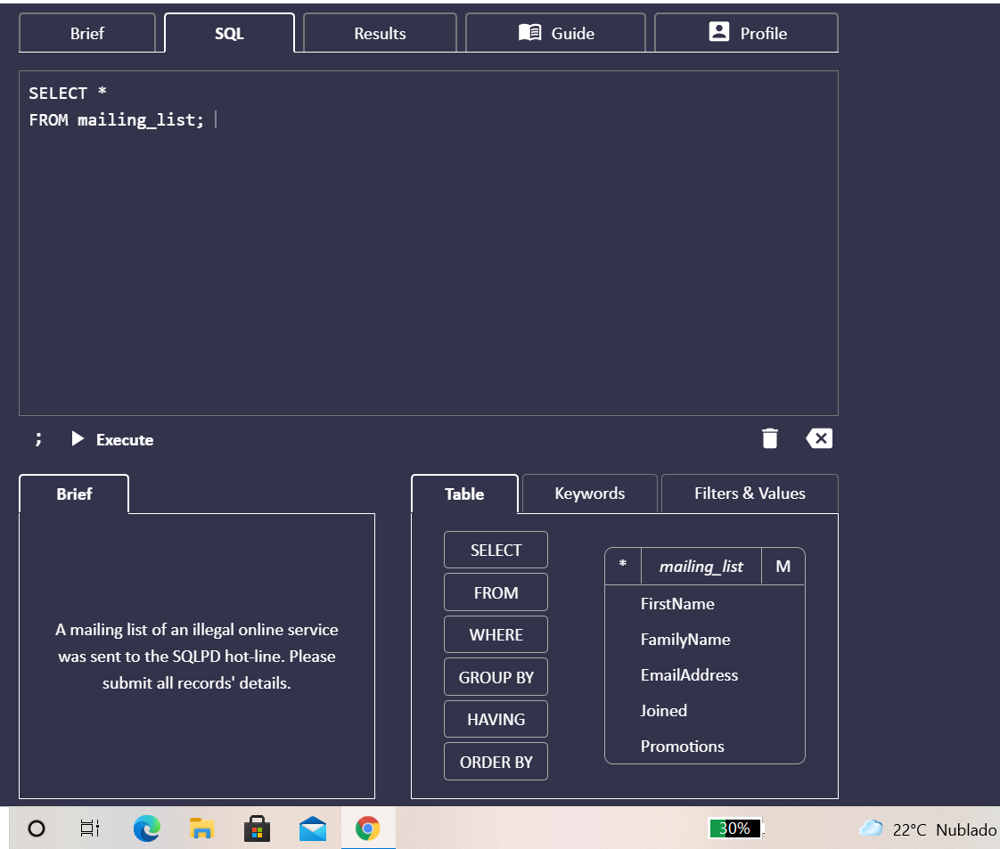 Brief
SQL
Results
Guide
Profile
SELECT *
FROM mailing_list;
;
Execute
Brief
A mailing list of an illegal online service
was sent to the SQLPD hot-line. Please
submit all records' details.
Table
Keywords
Filters & Values
SELECT
FROM
WHERE
GROUP BY
HAVING
ORDER BY
* mailing_list M
FirstName
FamilyName
EmailAddress
Joined
Promotions
30%
22°C Nublado